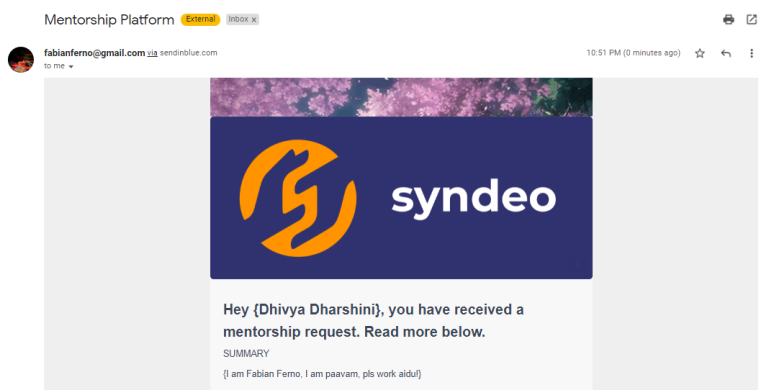 Mentorship Platform External Inbox x
fabianferno@gmail.com via sendinblue.com 10:51 PM (0 minutes ago)
to me
syndeo
Hey {Dhivya Dharshini}, you have received a
mentorship request. Read more below.
SUMMARY
{I am Fabian Ferno, I am paavam, pls work aidu!}